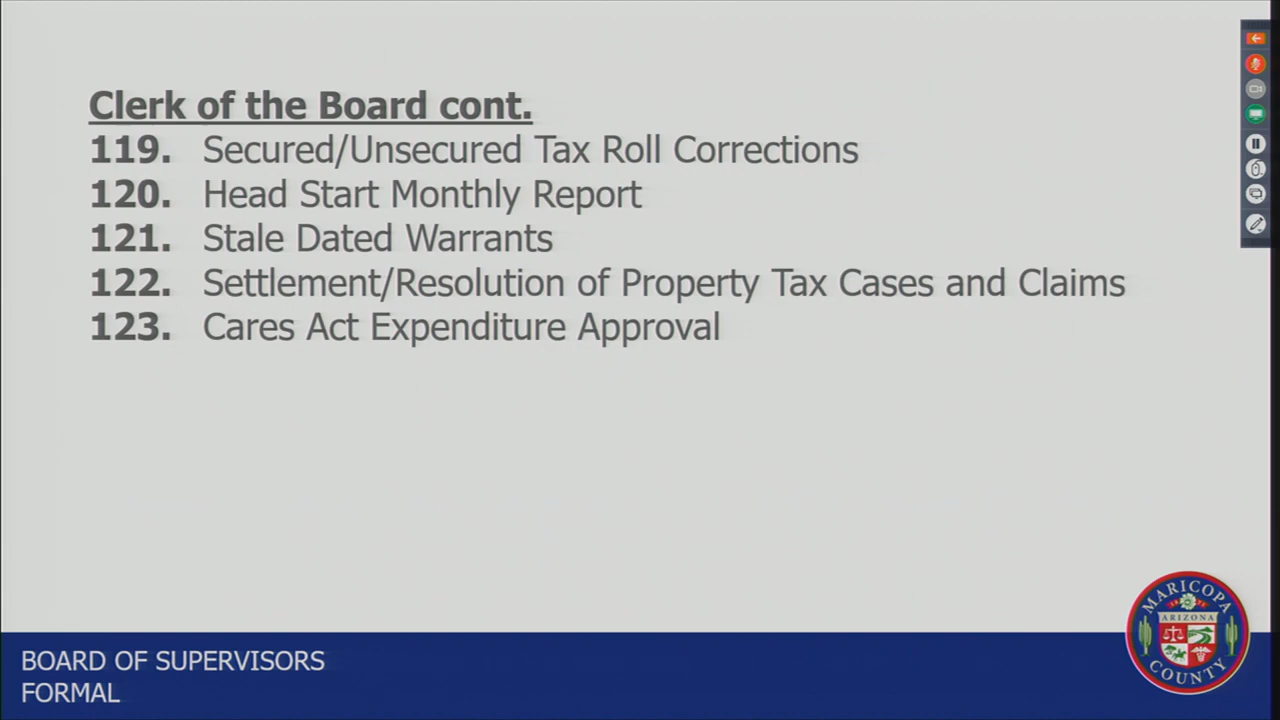 Clerk of the Board cont.
119. Secured/Unsecured Tax Roll Corrections
120. Head Start Monthly Report
121. Stale Dated Warrants
122. Settlement/Resolution of Property Tax Cases and Claims
123. Cares Act Expenditure Approval
BOARD OF SUPERVISORS
FORMAL
MARICOPA
ARIZONA
COUNTY